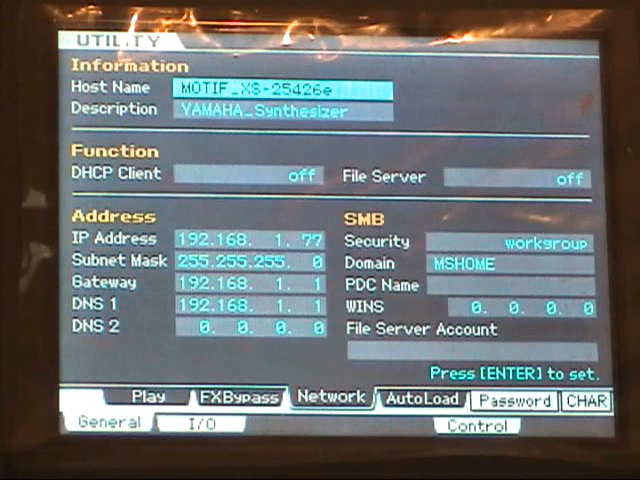 UTILITY
Information
Host Name MOTIF_XS-25426e
Description YAMAHA_Synthesizer
Function
DHCP Client off File Server off
Address SMB
IP Address 192.168. 1. 77 Security workgroup
Subnet Mask 255.255.255. 0 Domain MSHOME
Gateway 192.168. 1. 1 PDC Name
DNS 1 192.168. 1. 1 WINS 0. 0. 0. 0
DNS 2 0. 0. 0. 0 File Server Account
Press [ENTER] to set.
Play FXBypass Network AutoLoad Password CHAR
General I/O Control